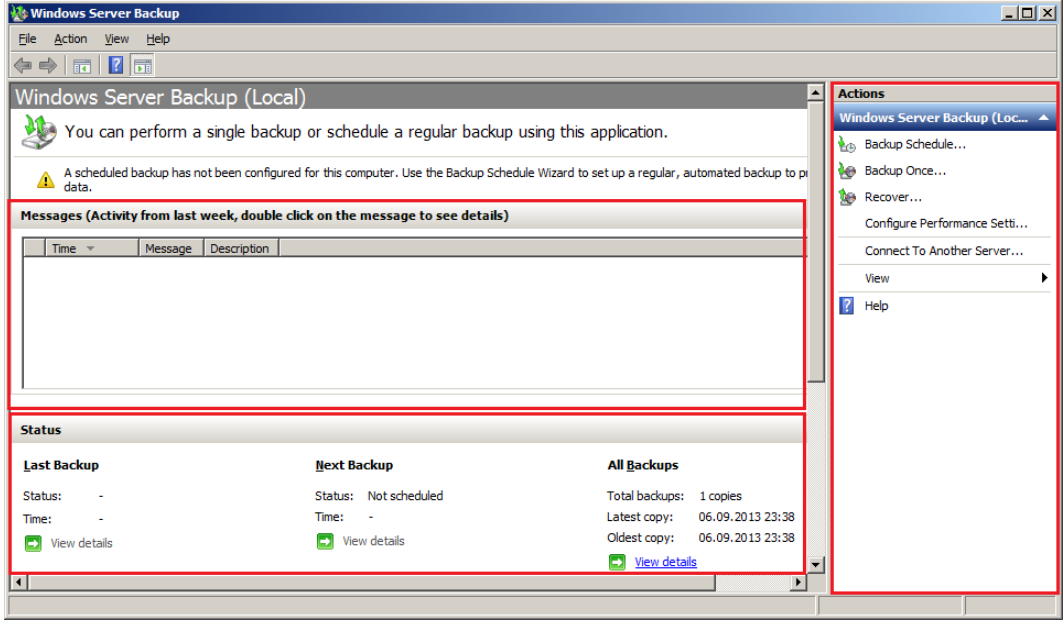 Windows Server Backup
File Action View Help
Windows Server Backup (Local)
You can perform a single backup or schedule a regular backup using this application.
A scheduled backup has not been configured for this computer. Use the Backup Schedule Wizard to set up a regular, automated backup to
data.
Messages (Activity from last week, double click on the message to see details)
Time Message Description
Status
Last Backup
Status: -
Time: -
View details
Next Backup
Status: Not scheduled
Time: -
View details
All Backups
Total backups: 1 copies
Latest copy: 06.09.2013 23:38
Oldest copy: 06.09.2013 23:38
View details
Actions
Windows Server Backup (Loc...
Backup Schedule...
Backup Once...
Recover...
Configure Performance Setti...
Connect To Another Server...
View
Help